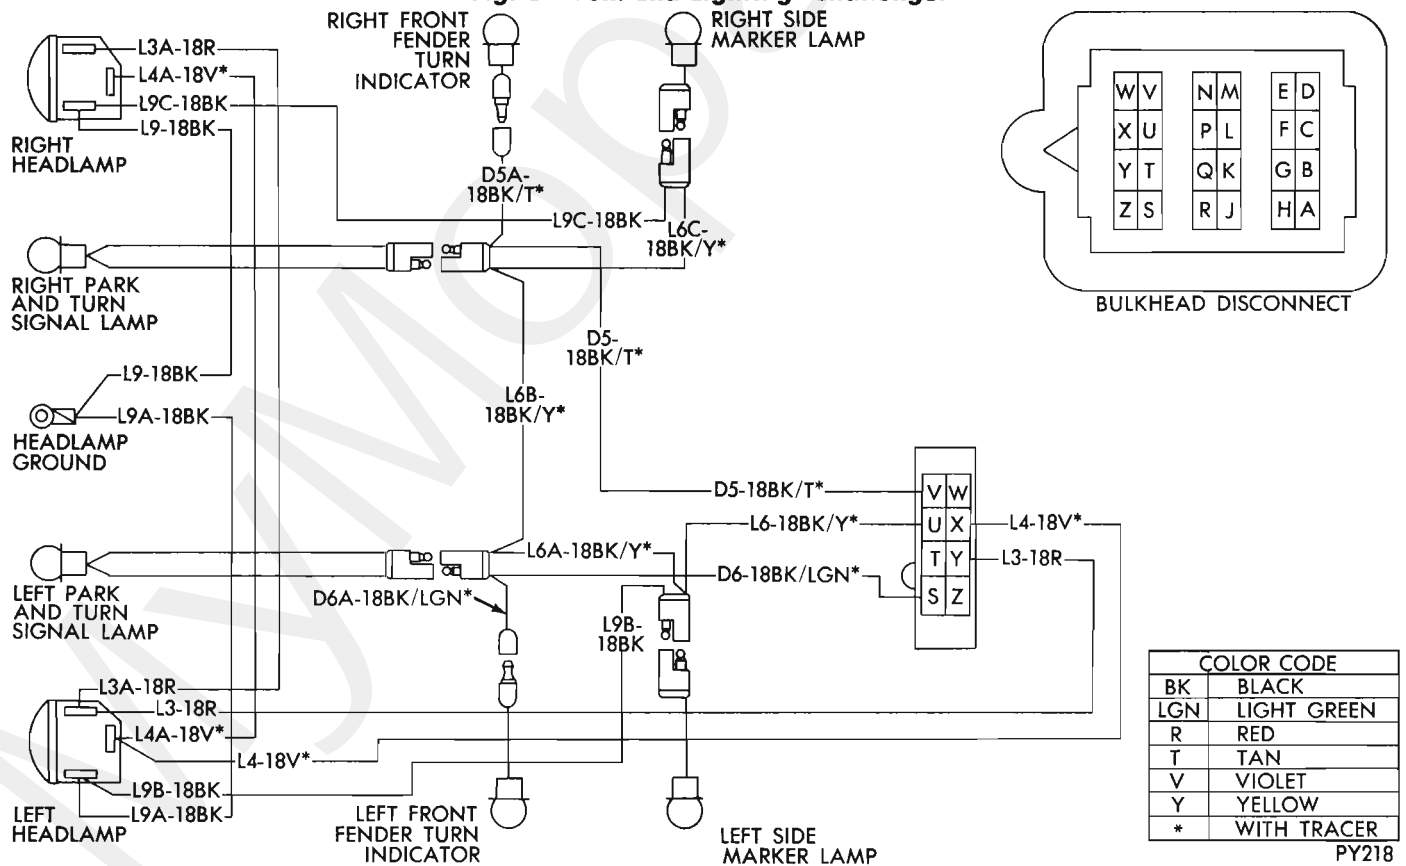 RIGHT FRONT
FENDER
TURN
INDICATOR
RIGHT SIDE
MARKER LAMP
L3A-18R
L4A-18V*
L9C-18BK
L9-18BK
RIGHT
HEADLAMP
D5A-
18BK/T*
L9C-18BK
L6C-
18BK/Y*
W V N M E D
X U P L F C
Y T Q K G B
Z S R J H A
BULKHEAD DISCONNECT
RIGHT PARK
AND TURN
SIGNAL LAMP
D5-
18BK/T*
L9-18BK
L6B-
18BK/Y*
L9A-18BK
HEADLAMP
GROUND
D5-18BK/T*
V W
L6-18BK/Y*
U X
L4-18V*
L6A-18BK/Y*
T Y
L3-18R
D6-18BK/LGN*
S Z
LEFT PARK
AND TURN
SIGNAL LAMP
D6A-18BK/LGN*
L9B-
18BK
L3A-18R
L3-18R
L4A-18V*
L4-18V*
L9B-18BK
L9A-18BK
LEFT
HEADLAMP
LEFT FRONT
FENDER TURN
INDICATOR
LEFT SIDE
MARKER LAMP
COLOR CODE
BK BLACK
LGN LIGHT GREEN
R RED
T TAN
V VIOLET
Y YELLOW
* WITH TRACER
PY218